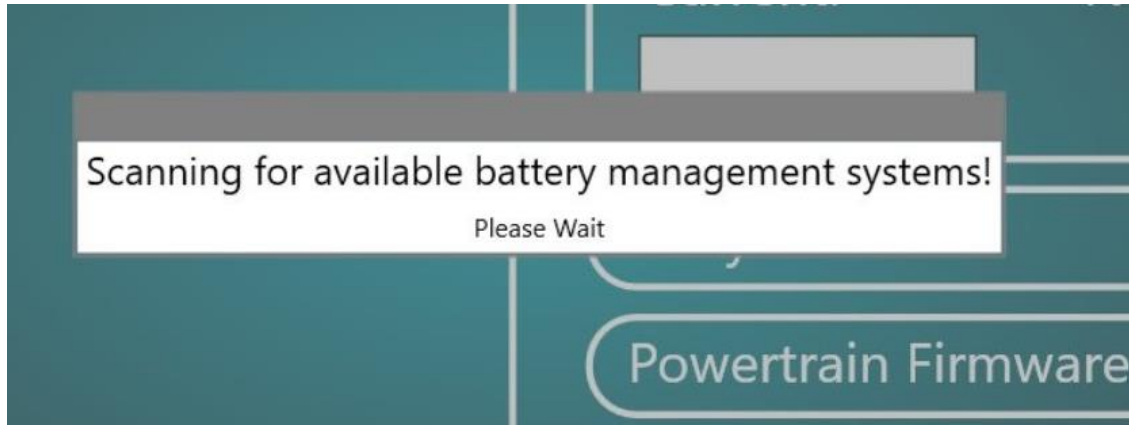 Scanning for available battery management systems!
Please Wait
Powertrain Firmware